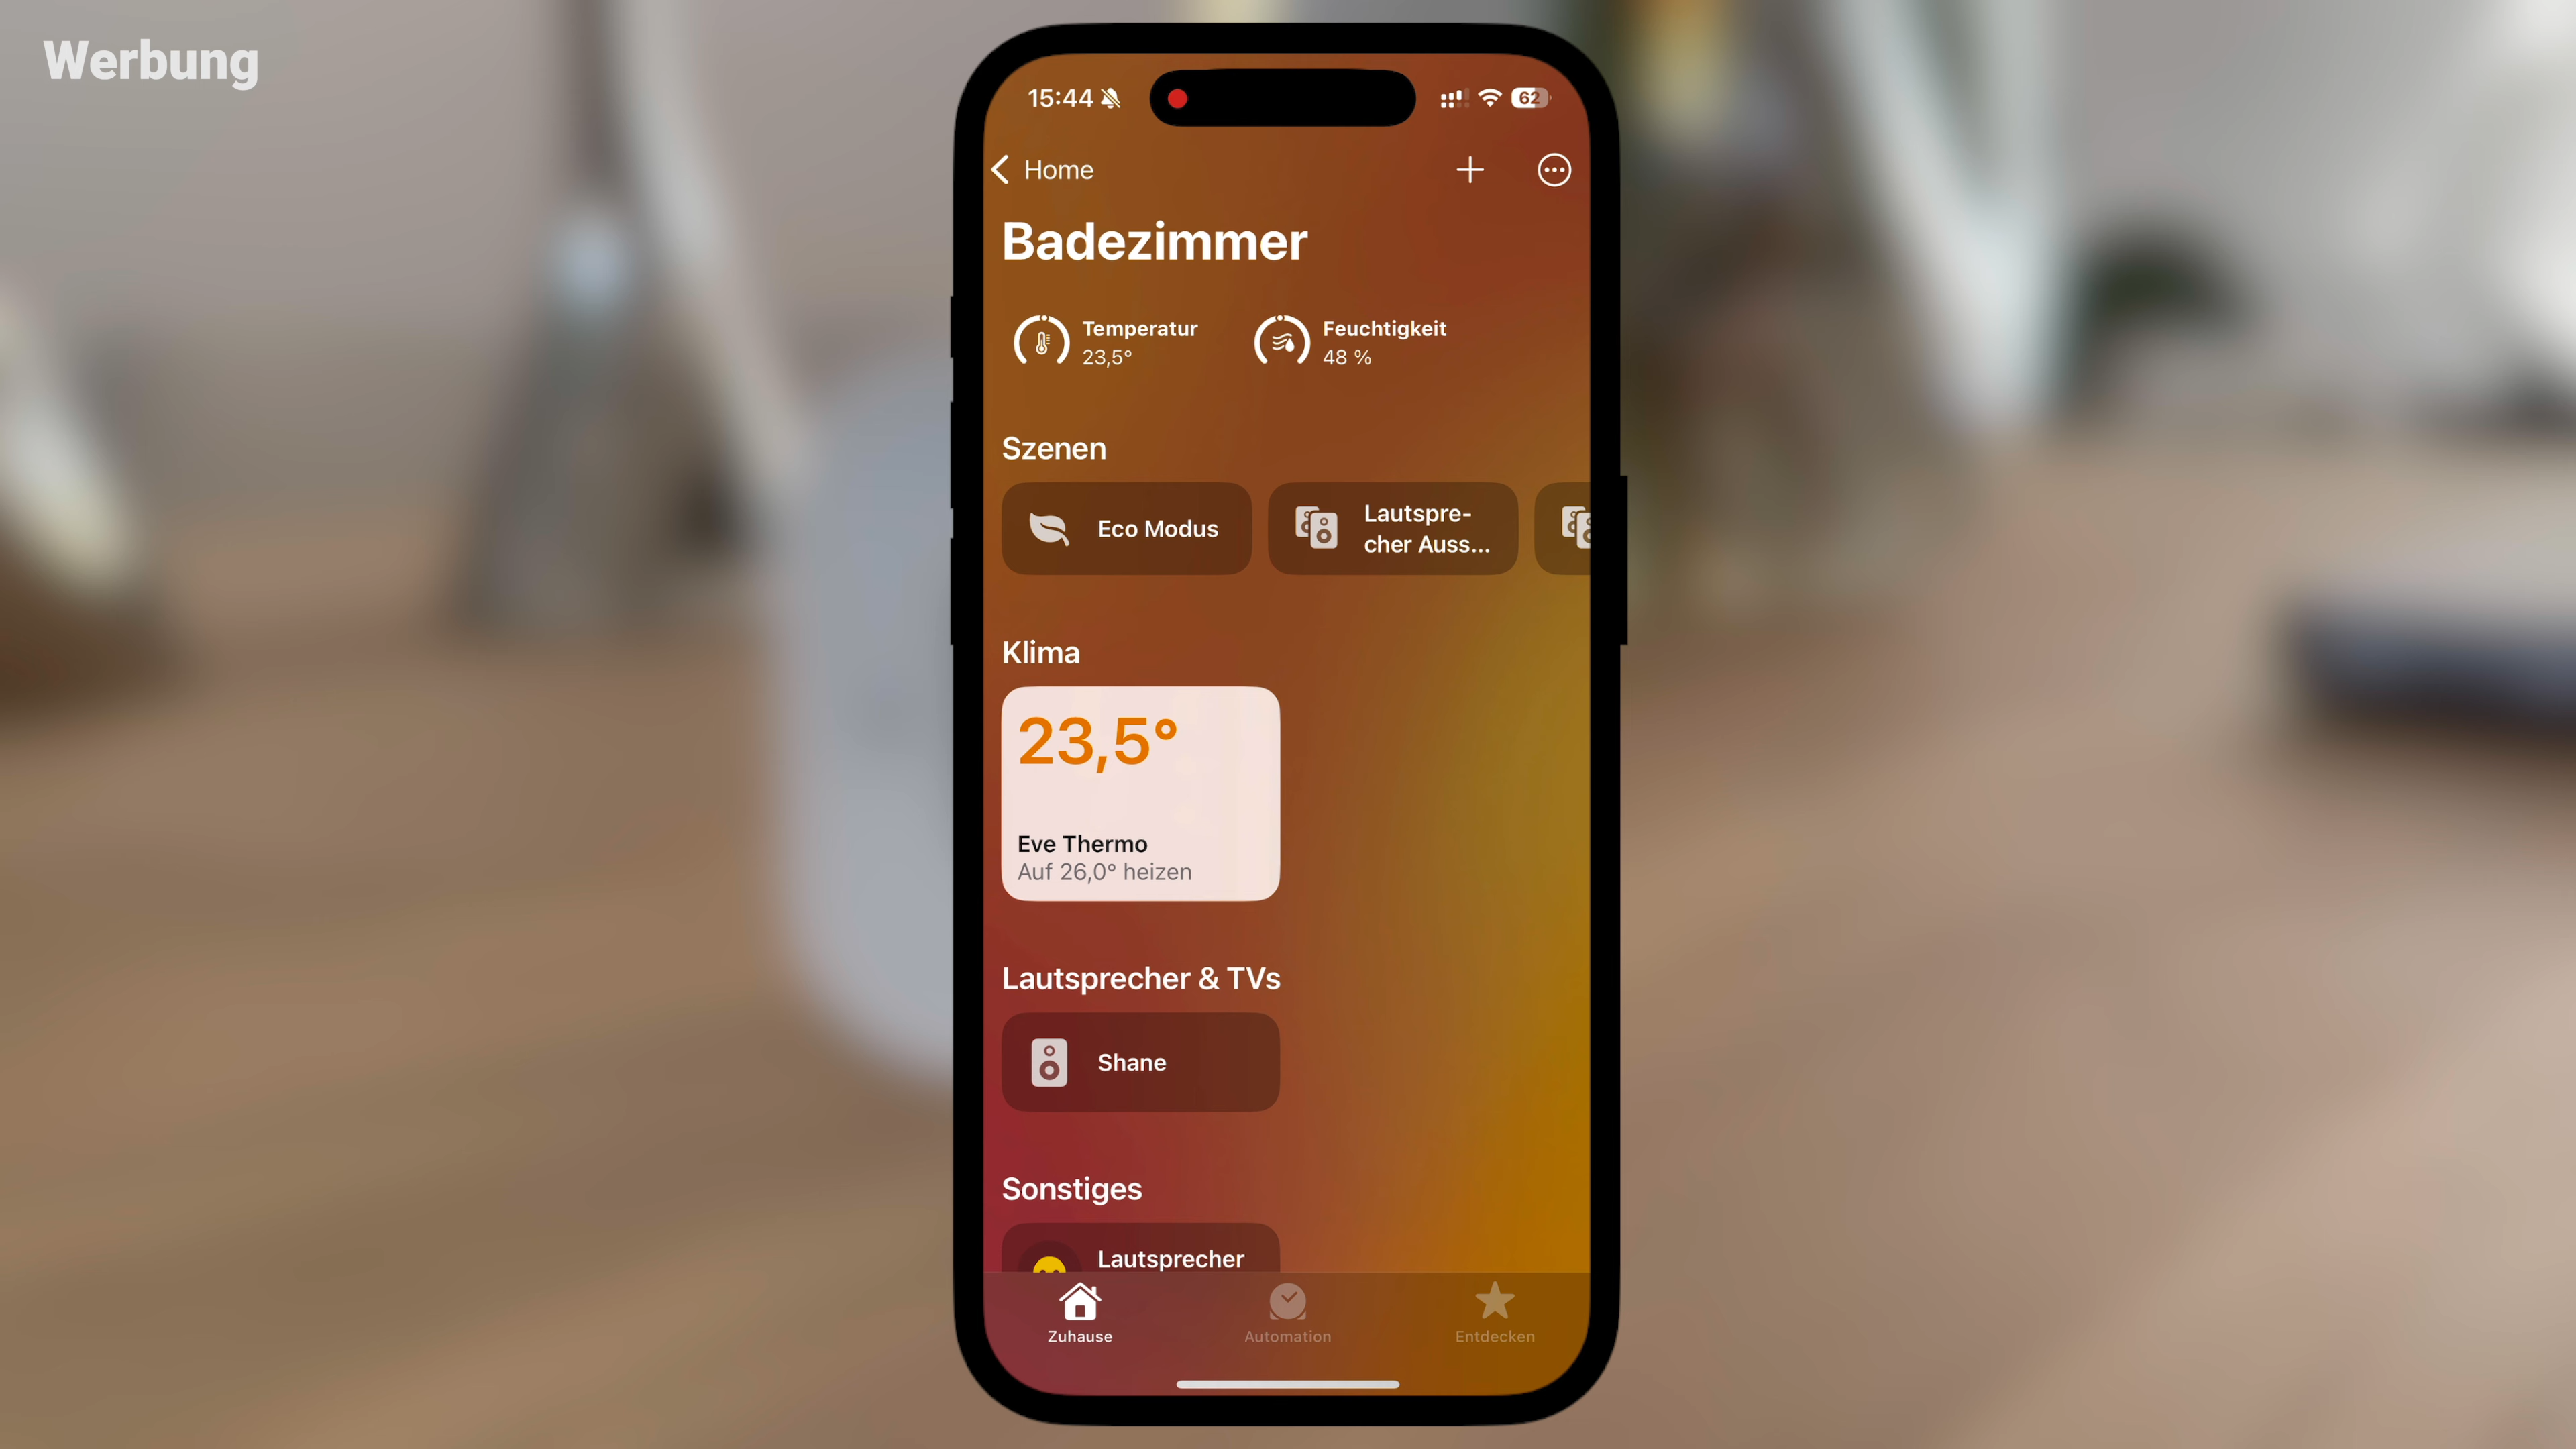 Werbung
15:44
62
Home
Badezimmer
Temperatur
23,5°
Feuchtigkeit
48 %
Szenen
Eco Modus
Lautspre-
cher Auss...
Klima
23,5°
Eve Thermo
Auf 26,0° heizen
Lautsprecher & TVs
Shane
Sonstiges
Lautsprecher
Zuhause
Automation
Entdecken